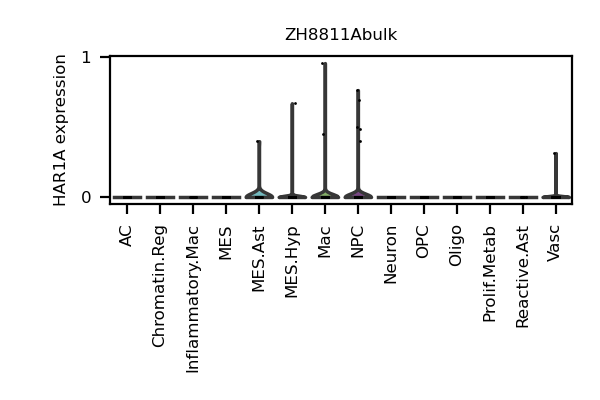 ZH8811Abulk
HAR1A expression
1
0
AC
Chromatin.Reg
Inflammatory.Mac
MES
MES.Ast
MES.Hyp
Mac
NPC
Neuron
OPC
Oligo
Prolif.Metab
Reactive.Ast
Vasc